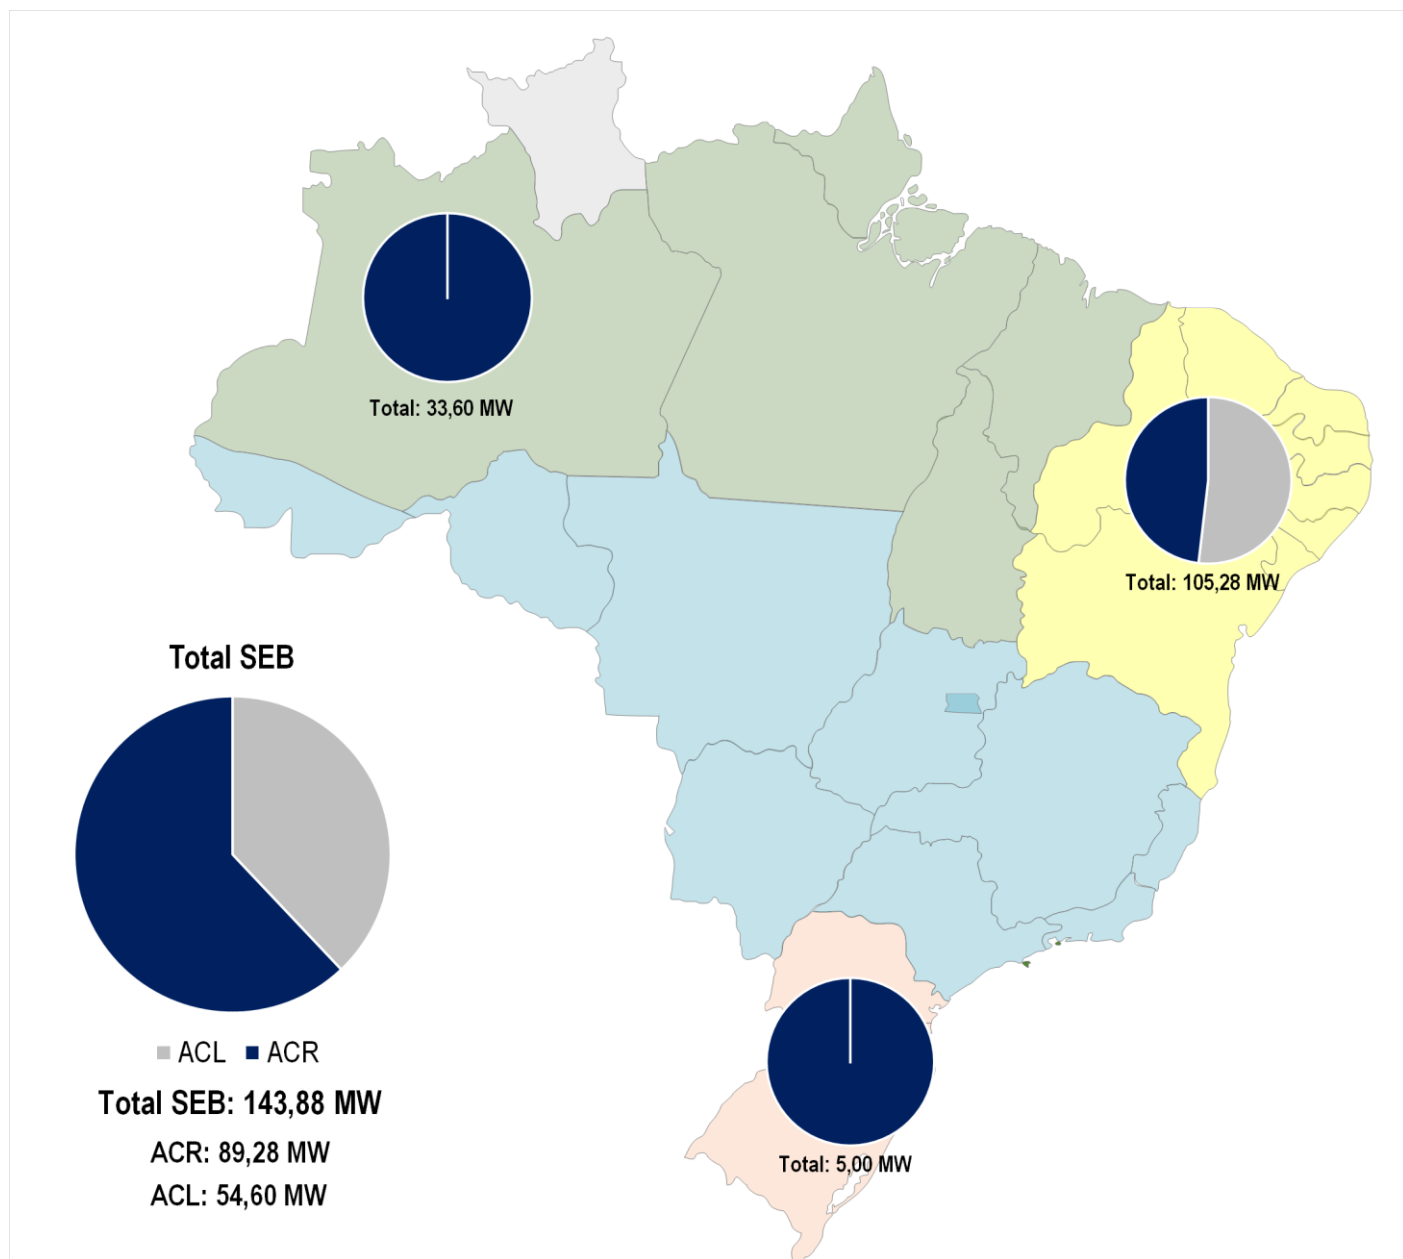 Total: 33,60 MW
Total: 105,28 MW
Total SEB
ACL ACR
Total SEB: 143,88 MW
ACR: 89,28 MW
ACL: 54,60 MW
Total: 5,00 MW